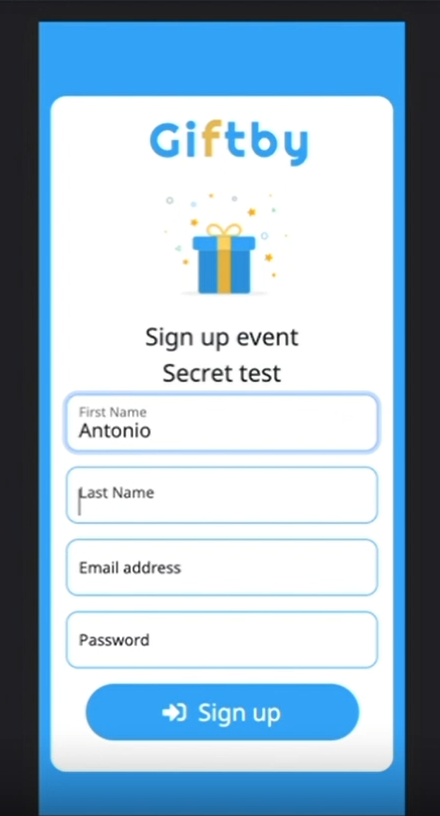 Giftby
Sign up event
Secret test
First Name
Antonio
Last Name
Email address
Password
Sign up